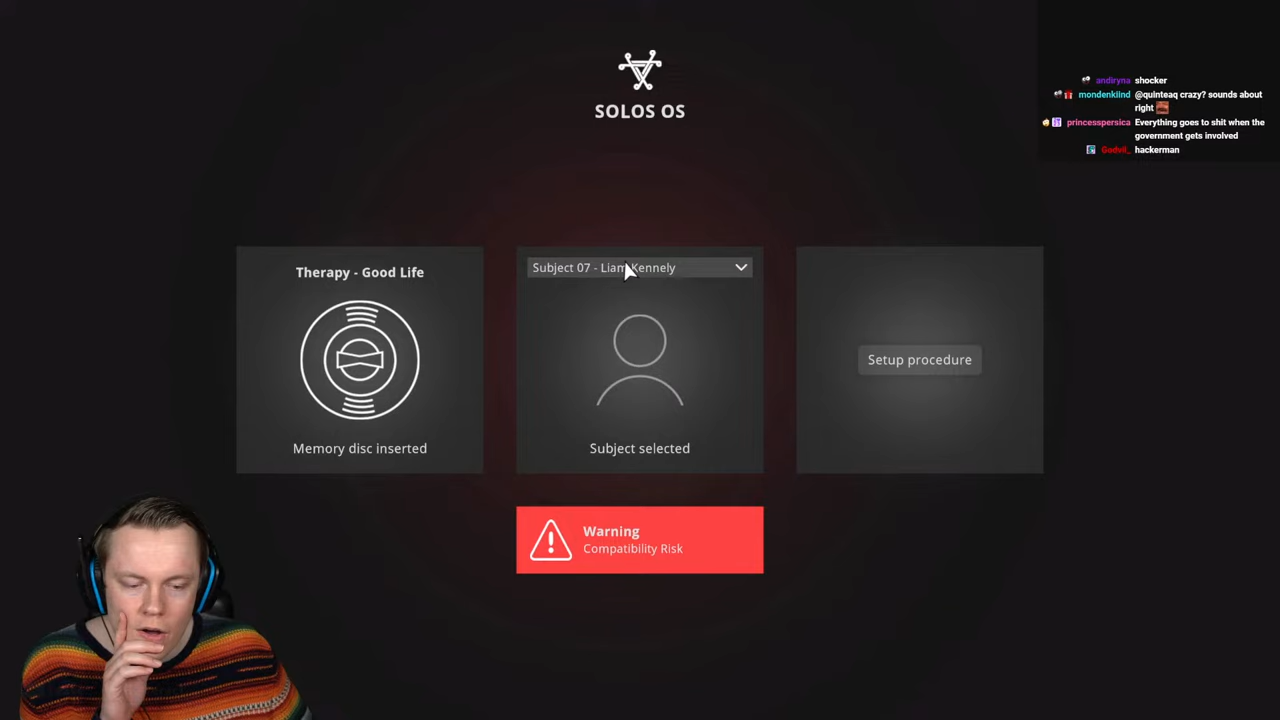 SOLOS OS
andiryna shocker
mondenkiind @quinteaq crazy? sounds about
right
princesspersica Everything goes to shit when the
government gets involved
Godvil_ hackerman
Therapy - Good Life
Memory disc inserted
Subject 07 - Liam Kennely
Subject selected
Setup procedure
Warning
Compatibility Risk